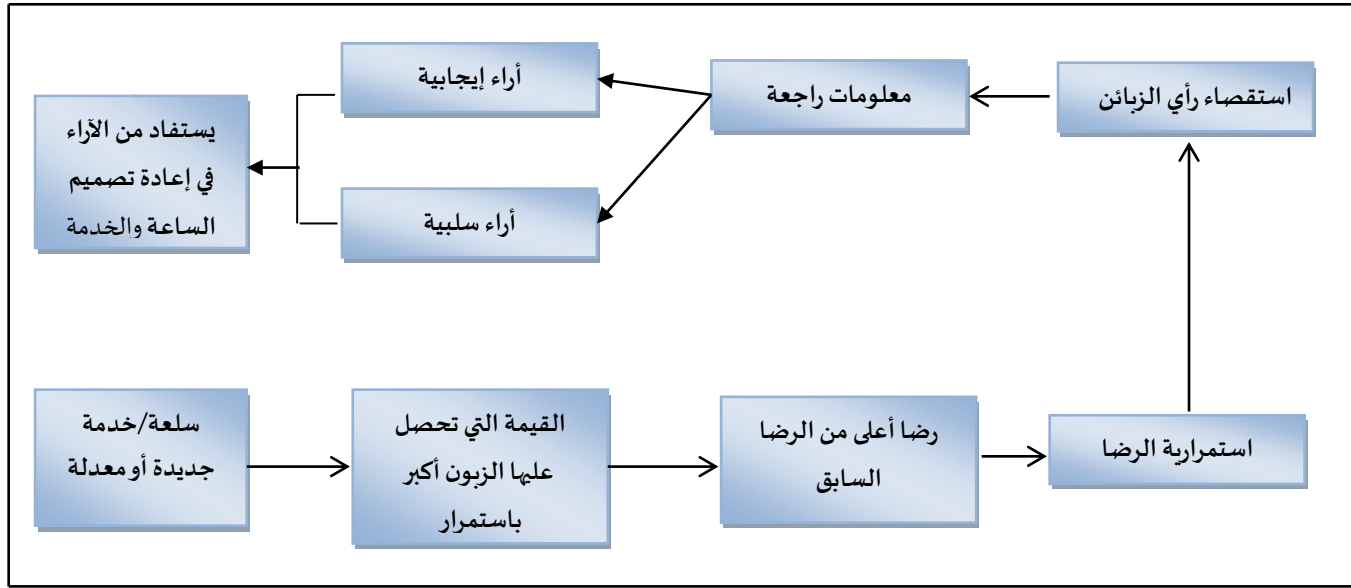 استقصاء رأي الزبائن
معلومات راجعة
أراء إيجابية
أراء سلبية
يستفاد من الآراء
في إعادة تصميم
الساعة والخدمة
سلعة/خدمة
جديدة أو معدلة
القيمة التي تحصل
عليها الزبون أكبر
باستمرار
رضا أعلى من الرضا
السابق
استمرارية الرضا